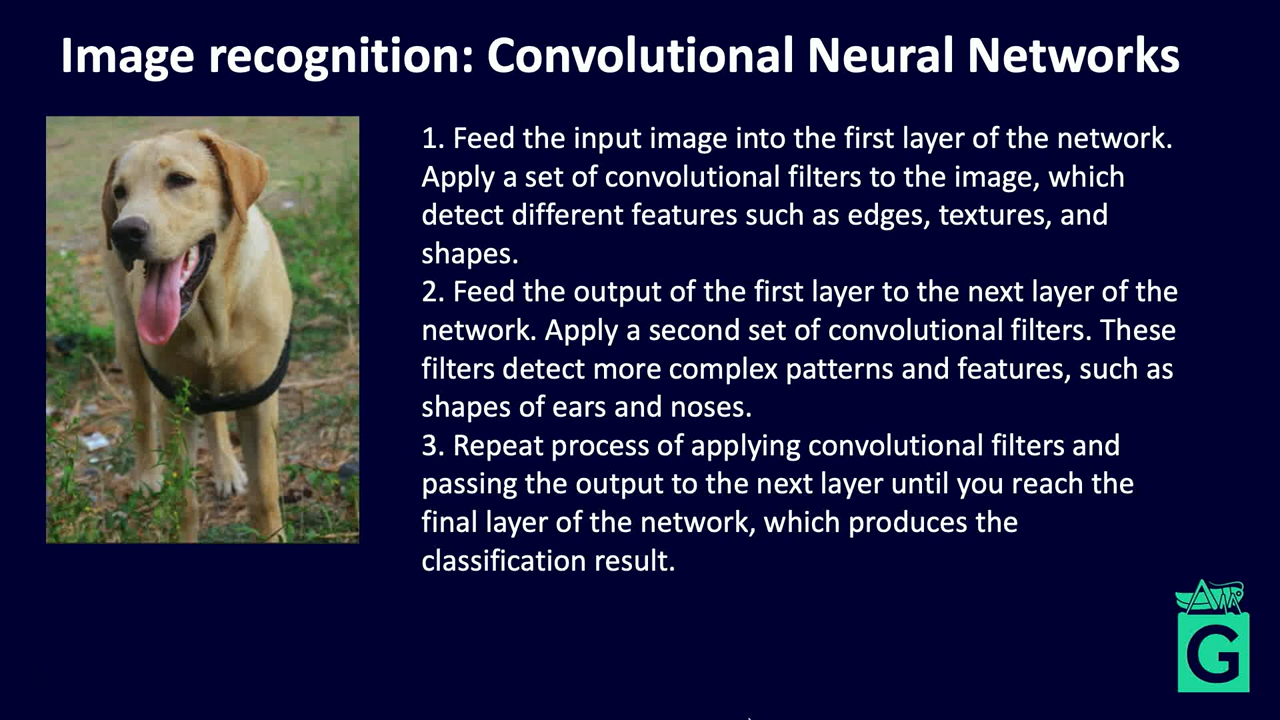 Image recognition: Convolutional Neural Networks
1. Feed the input image into the first layer of the network.
Apply a set of convolutional filters to the image, which
detect different features such as edges, textures, and
shapes.
2. Feed the output of the first layer to the next layer of the
network. Apply a second set of convolutional filters. These
filters detect more complex patterns and features, such as
shapes of ears and noses.
3. Repeat process of applying convolutional filters and
passing the output to the next layer until you reach the
final layer of the network, which produces the
classification result.
G